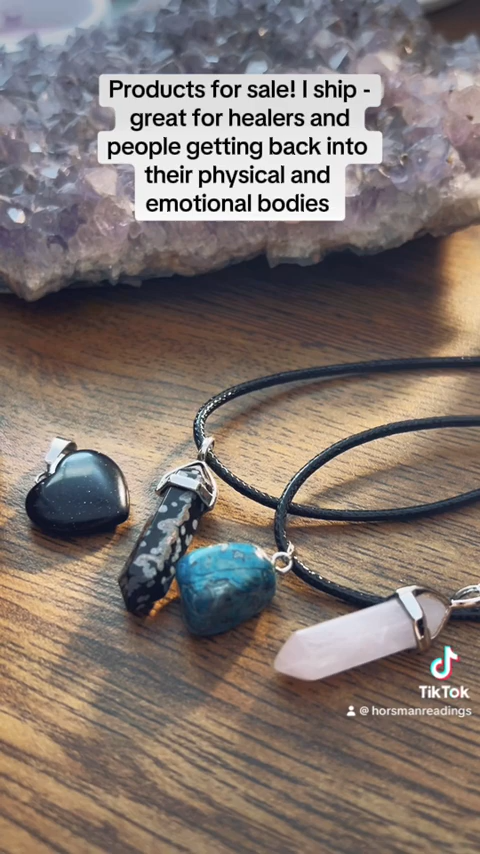 Products for sale! I ship -
great for healers and
people getting back into
their physical and
emotional bodies
TikTok
@ horsmanreadings